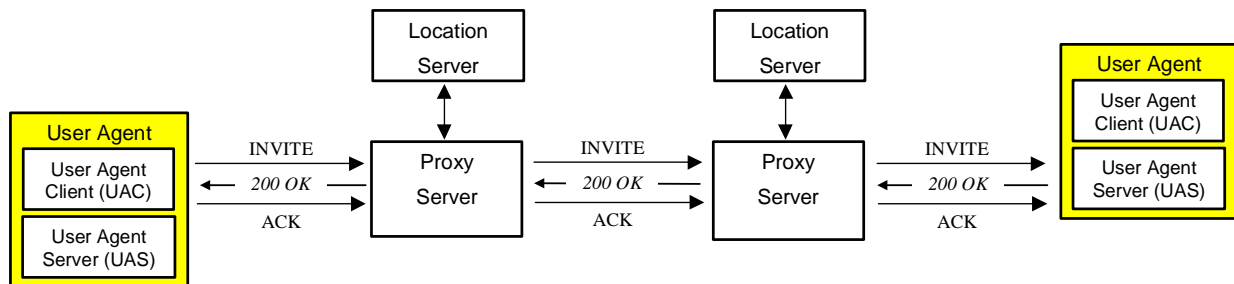 Location
Server
Location
Server
User Agent
User Agent
Client (UAC)
User Agent
Server (UAS)
INVITE
200 OK
ACK
Proxy
Server
INVITE
200 OK
ACK
Proxy
Server
INVITE
200 OK
ACK
User Agent
User Agent
Client (UAC)
User Agent
Server (UAS)